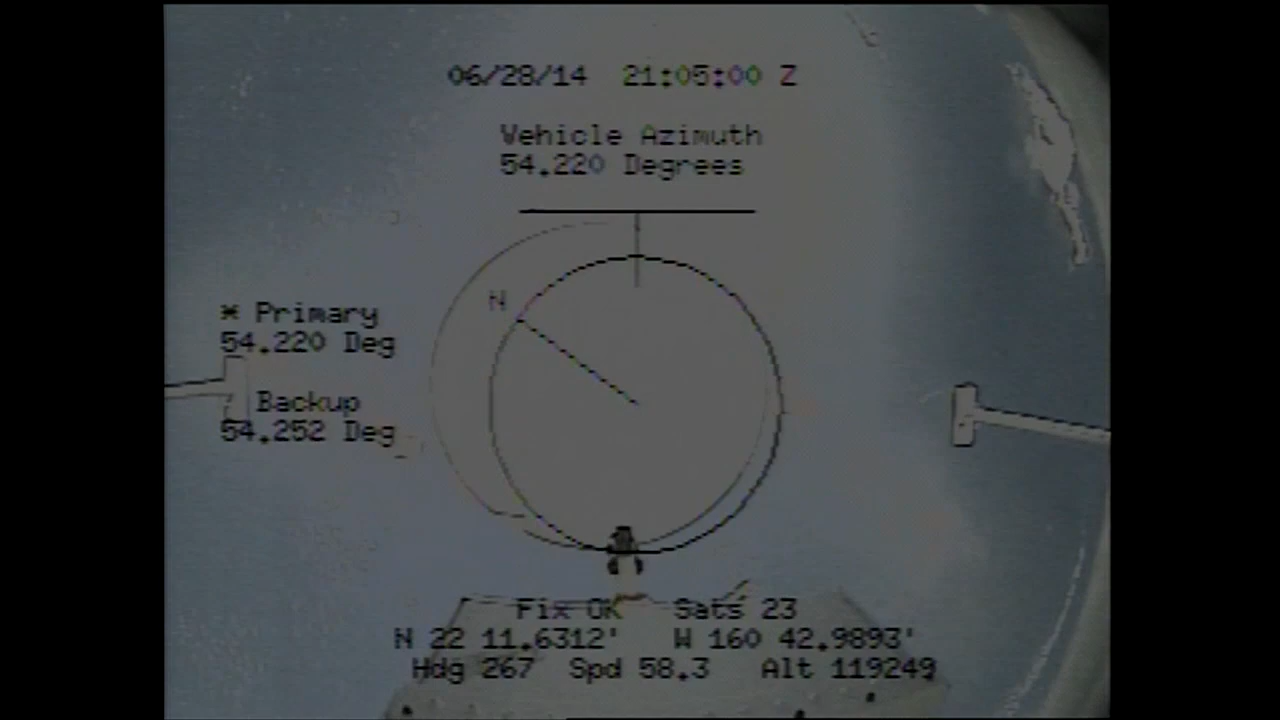 06/28/14 21:05:00 Z
Vehicle Azimuth
54.220 Degrees
N
* Primary
54.220 Deg
Backup
54.252 Deg
Fix OK Sats 23
N 22 11.6312' W 160 42.9893'
Hdg 267 Spd 58.3 Alt 119249